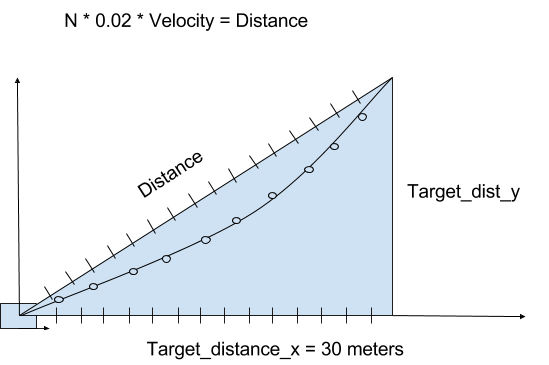 N * 0.02 * Velocity = Distance
Distance
Target_dist_y
Target_distance_x = 30 meters